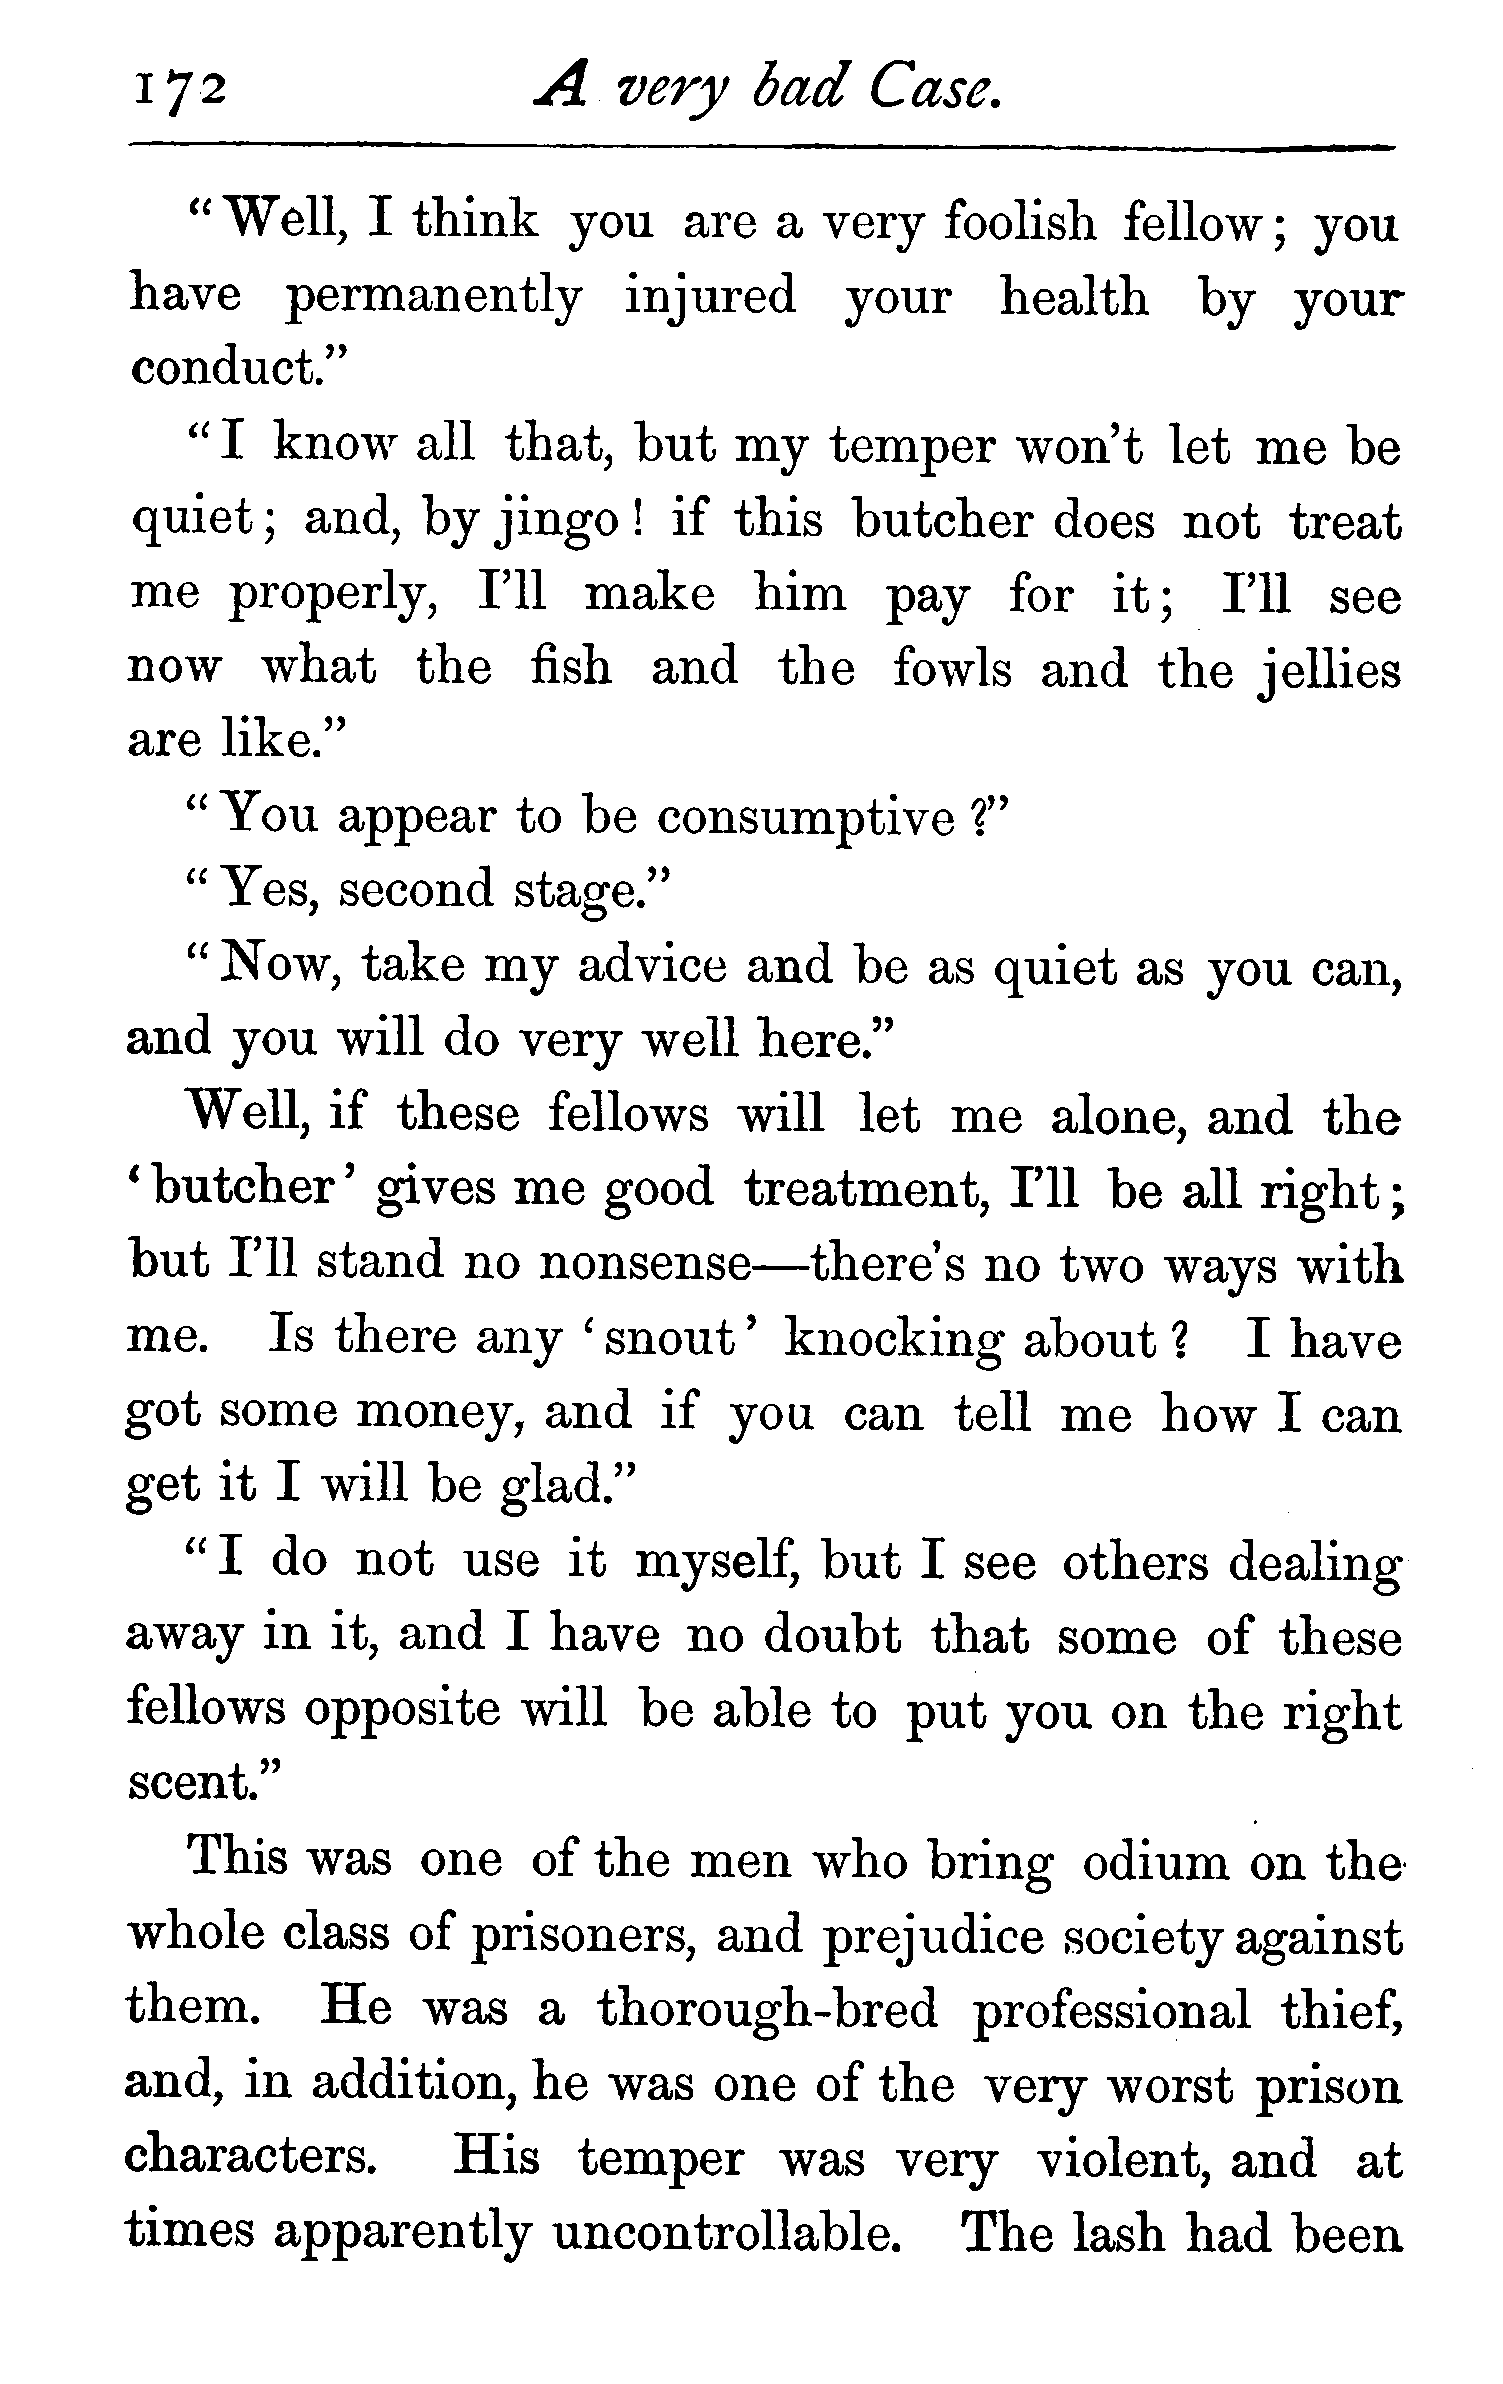 172 A very bad Case.
“Well, I think you are a very foolish fellow; you
have permanently injured your health by your
conduct.”
“I know all that, but my temper won’t let me be
quiet; and, by jingo! if this butcher does not treat
me properly, I’ll make him pay for it; I’ll see
now what the fish and the fowls and the jellies
are like.”
“You appear to be consumptive?”
“Yes, second stage.”
“Now, take my advice and be as quiet as you can,
and you will do very well here.”
Well, if these fellows will let me alone, and the
‘butcher’ gives me good treatment, I’ll be all right;
but I’ll stand no nonsense—there’s no two ways with
me. Is there any ‘snout’ knocking about? I have
got some money, and if you can tell me how I can
get it I will be glad.”
“I do not use it myself, but I see others dealing
away in it, and I have no doubt that some of these
fellows opposite will be able to put you on the right
scent.”
This was one of the men who bring odium on the
whole class of prisoners, and prejudice society against
them. He was a thorough-bred professional thief,
and, in addition, he was one of the very worst prison
characters. His temper was very violent, and at
times apparently uncontrollable. The lash had been